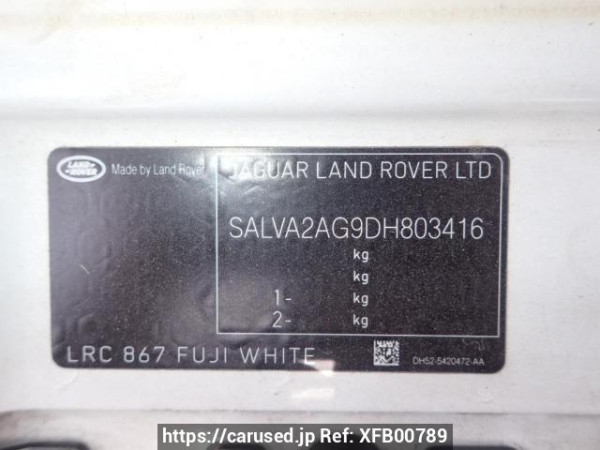 LAND ROVER
Made by Land Rover
JAGUAR LAND ROVER LTD
SALVA2AG9DH803416
kg
kg
1- kg
2- kg
LRC 867 FUJI WHITE
DH52-5420472-AA
https://carused.jp Ref: XFB00789